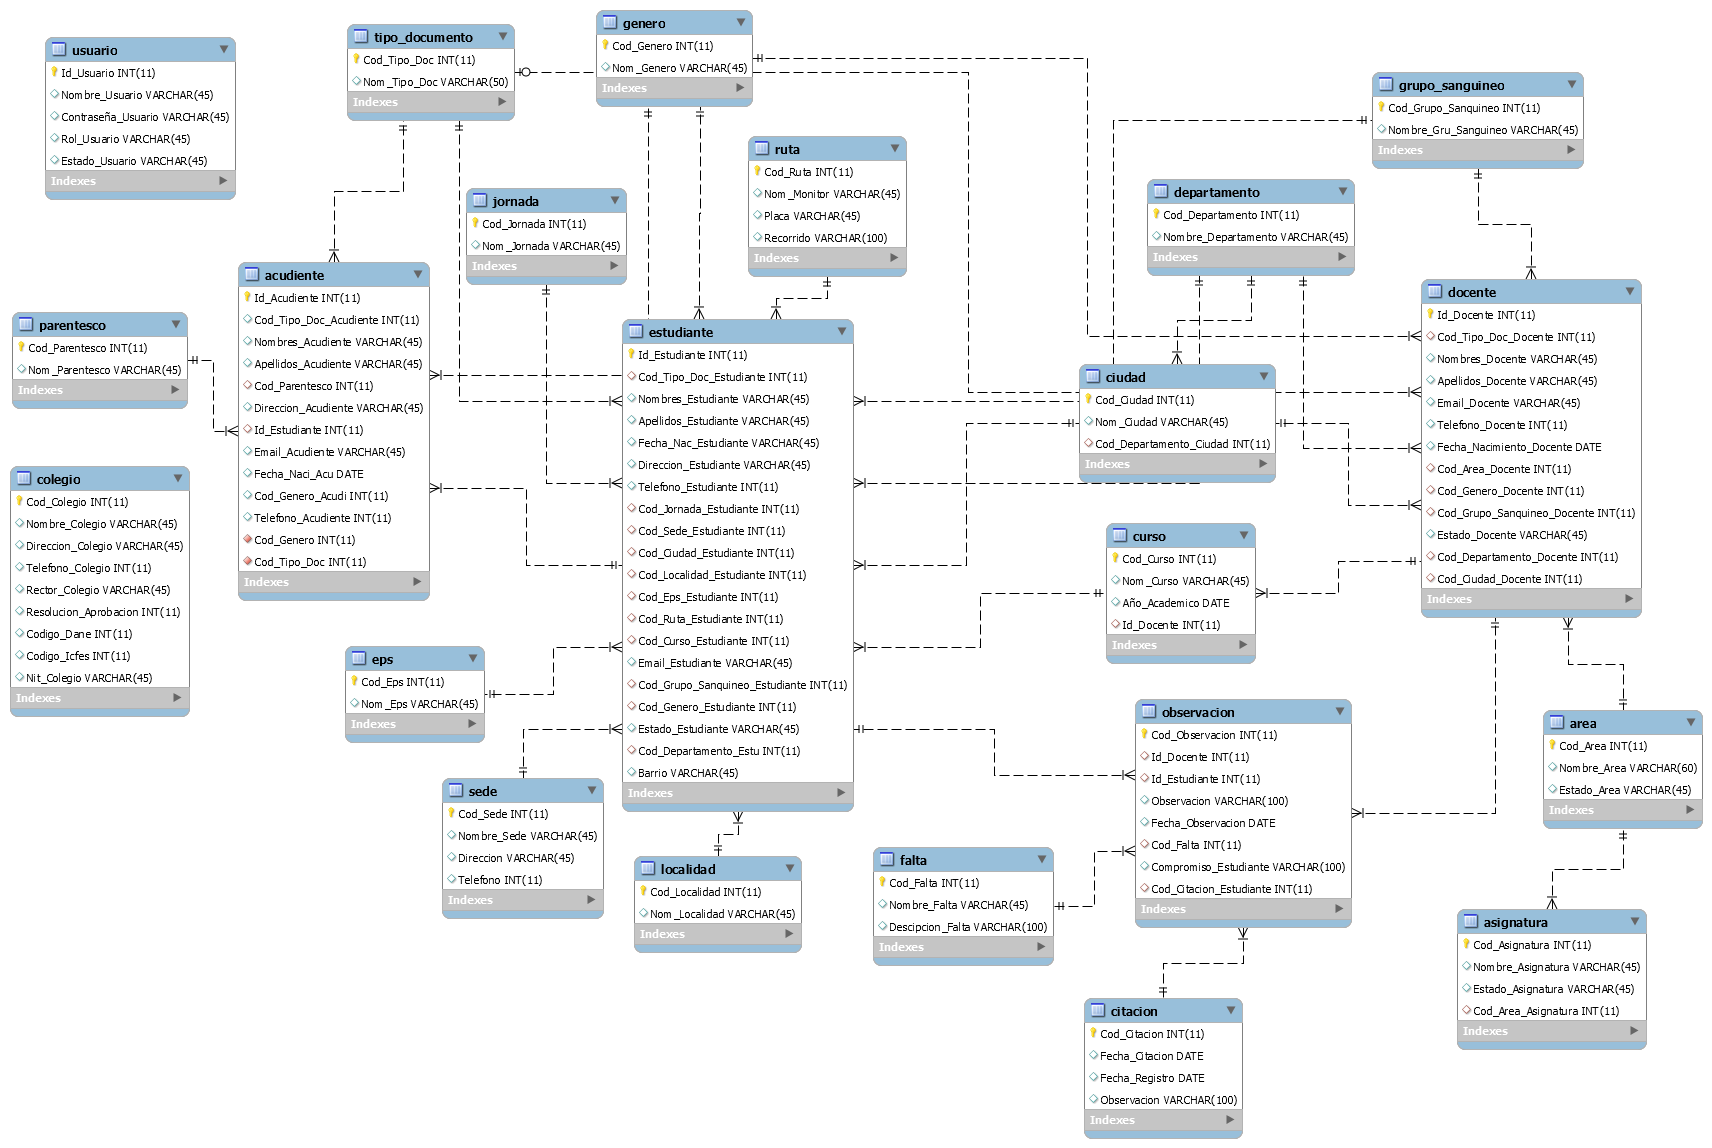 usuario
Id_Usuario INT(11)
Nombre_Usuario VARCHAR(45)
Contraseña_Usuario VARCHAR(45)
Rol_Usuario VARCHAR(45)
Estado_Usuario VARCHAR(45)
Indexes
tipo_documento
Cod_Tipo_Doc INT(11)
Nom_Tipo_Doc VARCHAR(50)
Indexes
genero
Cod_Genero INT(11)
Nom_Genero VARCHAR(45)
Indexes
grupo_sanguineo
Cod_Grupo_Sanquineo INT(11)
Nombre_Gru_Sanguineo VARCHAR(45)
Indexes
ruta
Cod_Ruta INT(11)
Nom_Monitor VARCHAR(45)
Placa VARCHAR(45)
Recorrido VARCHAR(100)
Indexes
jornada
Cod_Jornada INT(11)
Nom_Jornada VARCHAR(45)
Indexes
departamento
Cod_Departamento INT(11)
Nombre_Departamento VARCHAR(45)
Indexes
acudiente
Id_Acudiente INT(11)
Cod_Tipo_Doc_Acudiente INT(11)
Nombres_Acudiente VARCHAR(45)
Apellidos_Acudiente VARCHAR(45)
Cod_Parentesco INT(11)
Direccion_Acudiente VARCHAR(45)
Id_Estudiante INT(11)
Email_Acudiente VARCHAR(45)
Fecha_Naci_Acu DATE
Cod_Genero_Acudi INT(11)
Telefono_Acudiente INT(11)
Cod_Genero INT(11)
Cod_Tipo_Doc INT(11)
Indexes
parentesco
Cod_Parentesco INT(11)
Nom_Parentesco VARCHAR(45)
Indexes
estudiante
Id_Estudiante INT(11)
Cod_Tipo_Doc_Estudiante INT(11)
Nombres_Estudiante VARCHAR(45)
Apellidos_Estudiante VARCHAR(45)
Fecha_Nac_Estudiante VARCHAR(45)
Direccion_Estudiante VARCHAR(45)
Telefono_Estudiante INT(11)
Cod_Jornada_Estudiante INT(11)
Cod_Sede_Estudiante INT(11)
Cod_Ciudad_Estudiante INT(11)
Cod_Localidad_Estudiante INT(11)
Cod_Eps_Estudiante INT(11)
Cod_Ruta_Estudiante INT(11)
Cod_Curso_Estudiante INT(11)
Email_Estudiante VARCHAR(45)
Cod_Grupo_Sanquineo_Estudiante INT(11)
Cod_Genero_Estudiante INT(11)
Estado_Estudiante VARCHAR(45)
Cod_Departamento_Estu INT(11)
Barrio VARCHAR(45)
Indexes
docente
Id_Docente INT(11)
Cod_Tipo_Doc_Docente INT(11)
Nombres_Docente VARCHAR(45)
Apellidos_Docente VARCHAR(45)
Email_Docente VARCHAR(45)
Telefono_Docente INT(11)
Fecha_Nacimiento_Docente DATE
Cod_Area_Docente INT(11)
Cod_Genero_Docente INT(11)
Cod_Grupo_Sanquineo_Docente INT(11)
Estado_Docente VARCHAR(45)
Cod_Departamento_Docente INT(11)
Cod_Ciudad_Docente INT(11)
Indexes
ciudad
Cod_Ciudad INT(11)
Nom_Ciudad VARCHAR(45)
Cod_Departamento_Ciudad INT(11)
Indexes
colegio
Cod_Colegio INT(11)
Nombre_Colegio VARCHAR(45)
Direccion_Colegio VARCHAR(45)
Telefono_Colegio INT(11)
Rector_Colegio VARCHAR(45)
Resolucion_Aprobacion INT(11)
Codigo_Dane INT(11)
Codigo_Icfes INT(11)
Nit_Colegio VARCHAR(45)
Indexes
curso
Cod_Curso INT(11)
Nom_Curso VARCHAR(45)
Año_Academico DATE
Id_Docente INT(11)
Indexes
eps
Cod_Eps INT(11)
Nom_Eps VARCHAR(45)
Indexes
observacion
Cod_Observacion INT(11)
Id_Docente INT(11)
Id_Estudiante INT(11)
Observacion VARCHAR(100)
Fecha_Observacion DATE
Cod_Falta INT(11)
Compromiso_Estudiante VARCHAR(100)
Cod_Citacion_Estudiante INT(11)
Indexes
area
Cod_Area INT(11)
Nombre_Area VARCHAR(60)
Estado_Area VARCHAR(45)
Indexes
sede
Cod_Sede INT(11)
Nombre_Sede VARCHAR(45)
Direccion VARCHAR(45)
Telefono INT(11)
Indexes
localidad
Cod_Localidad INT(11)
Nom_Localidad VARCHAR(45)
Indexes
falta
Cod_Falta INT(11)
Nombre_Falta VARCHAR(45)
Descipcion_Falta VARCHAR(100)
Indexes
asignatura
Cod_Asignatura INT(11)
Nombre_Asignatura VARCHAR(45)
Estado_Asignatura VARCHAR(45)
Cod_Area_Asignatura INT(11)
Indexes
citacion
Cod_Citacion INT(11)
Fecha_Citacion DATE
Fecha_Registro DATE
Observacion VARCHAR(100)
Indexes